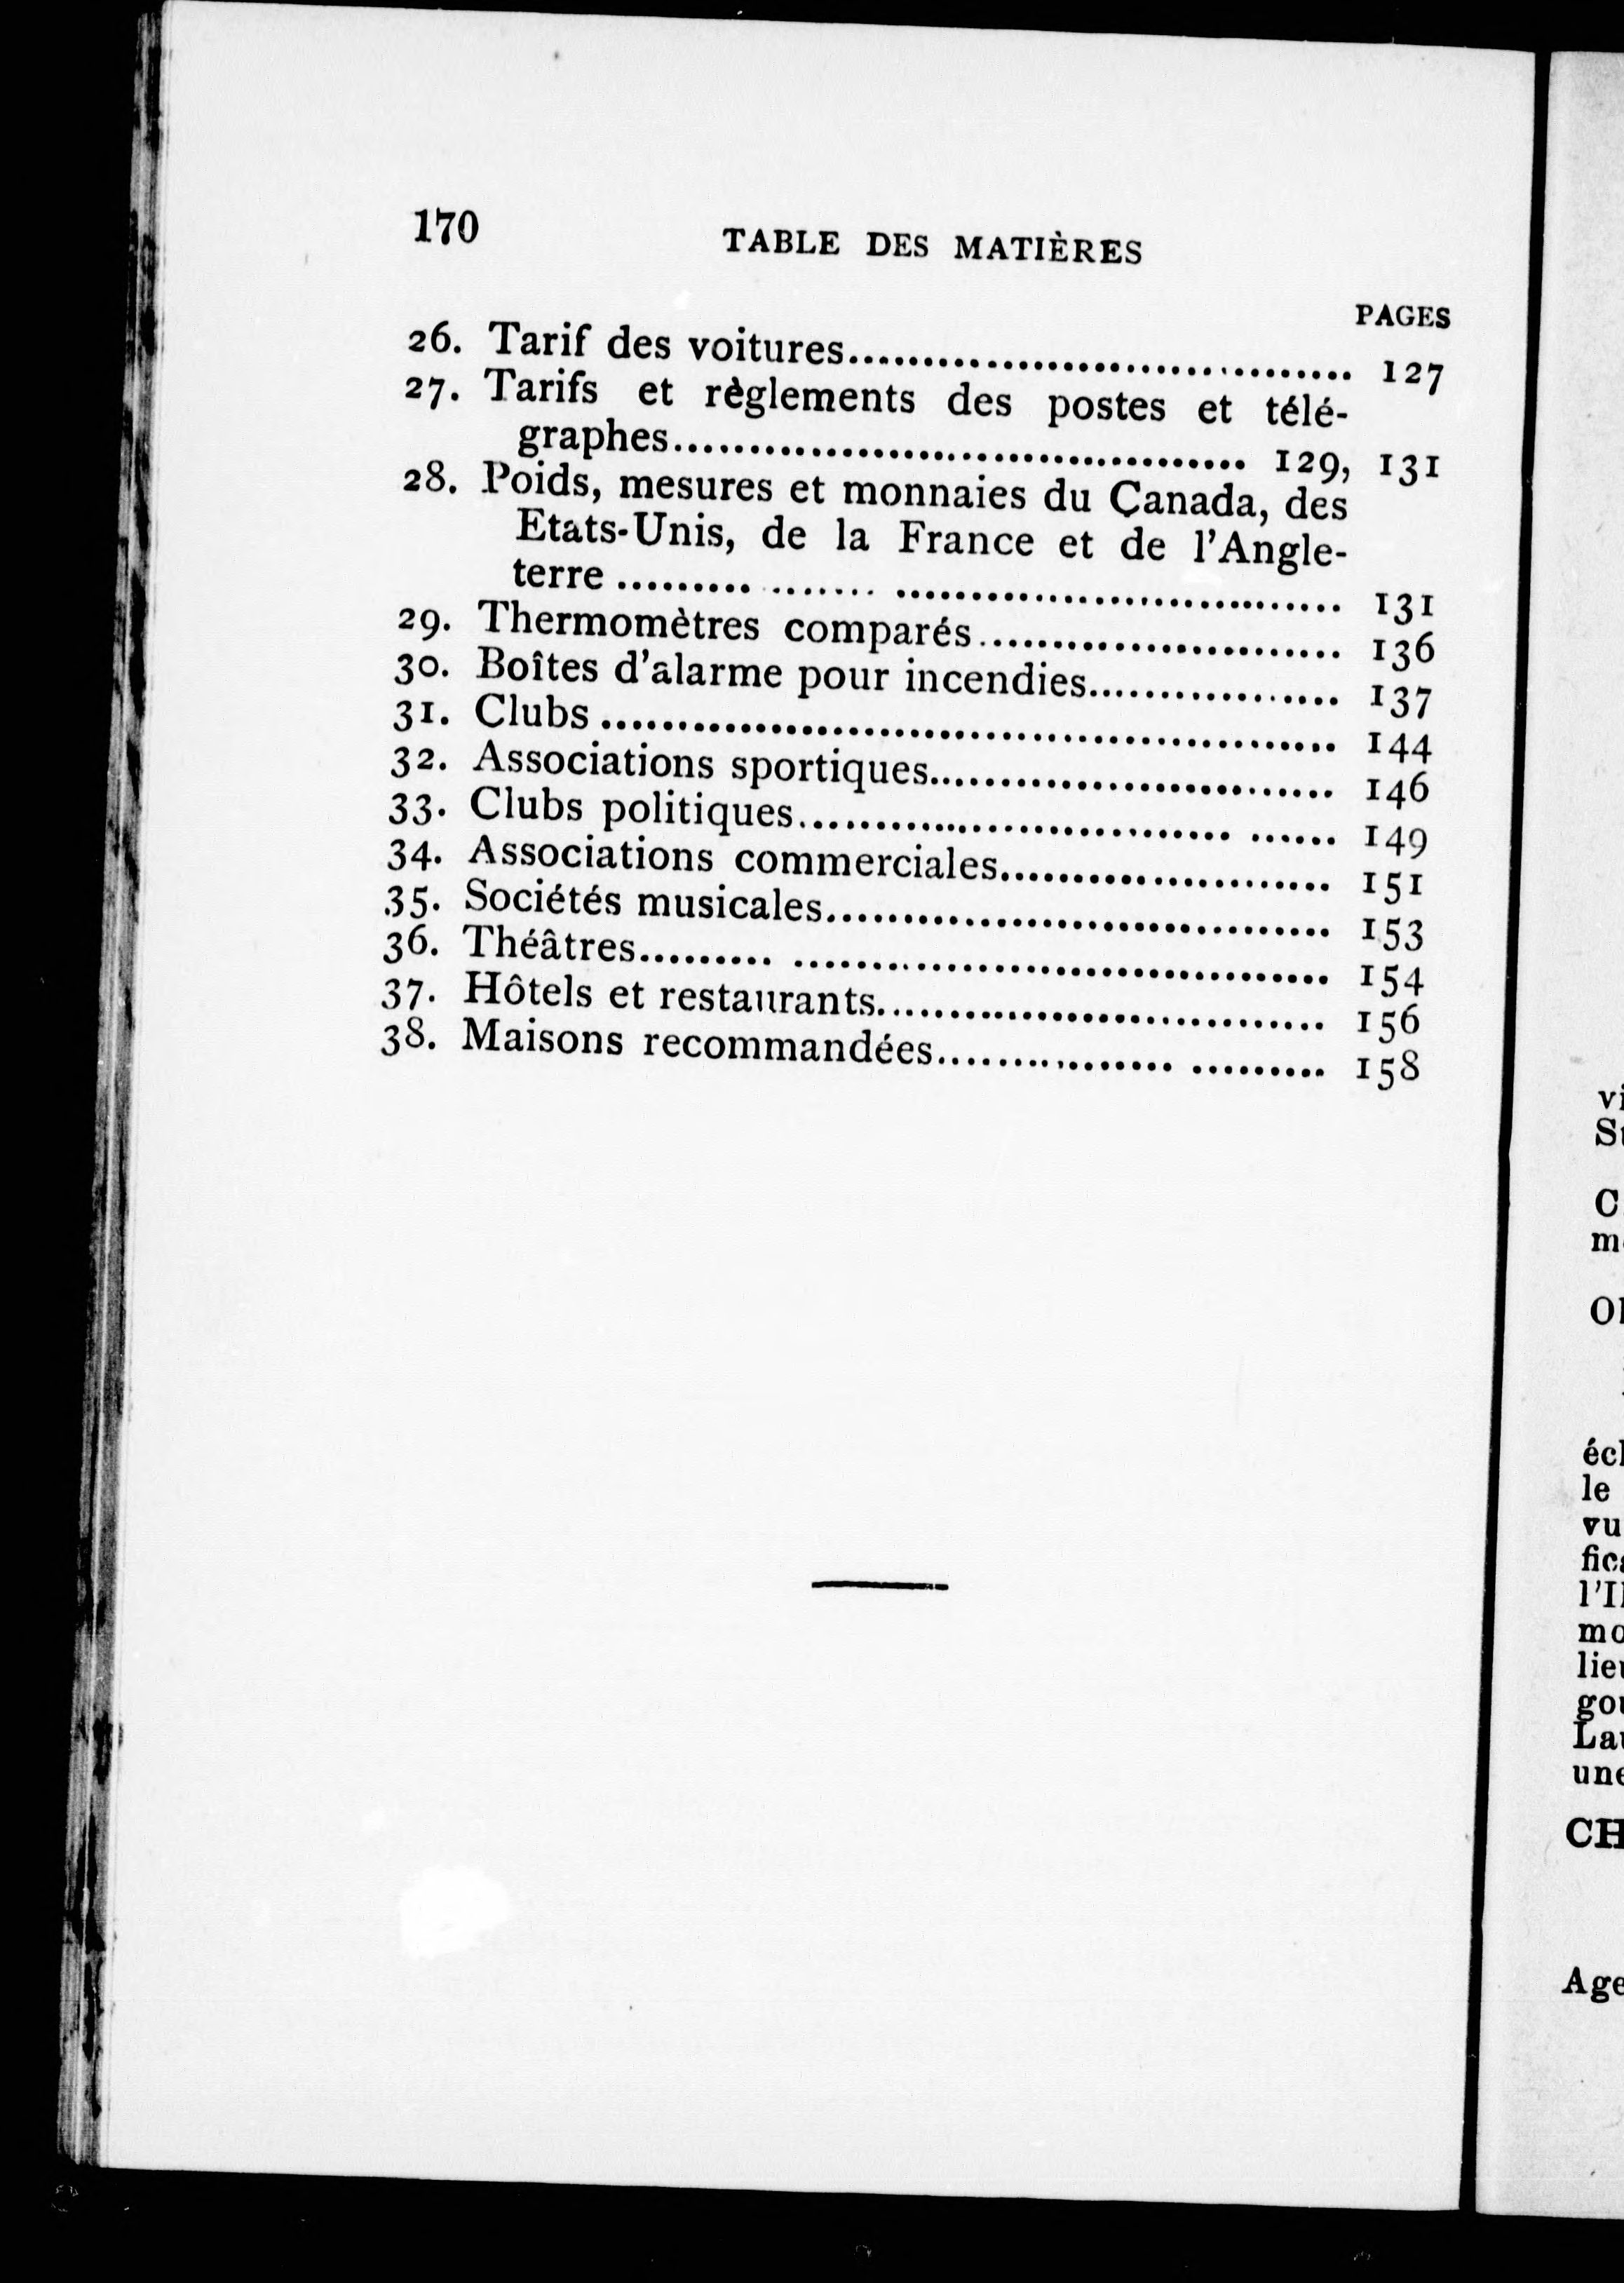 170
TABLE DES MATIÈRES
PAGES
26. Tarif des voitures.................................. 127
27. Tarifs et règlements des postes et télé-
graphes...................................... 129, 131
28. Poids, mesures et monnaies du Canada, des
Etats-Unis, de la France et de l'Angle-
terre ............................................... 131
29. Thermomètres comparés......................... 136
30. Boîtes d'alarme pour incendies................. 137
31. Clubs ................................................ 144
32. Associations sportiques........................... 146
33. Clubs politiques.................................... 149
34. Associations commerciales...................... 151
35. Sociétés musicales.................................. 153
36. Théâtres.............................................. 154
37. Hôtels et restaurants.............................. 156
38. Maisons recommandées......................... 158
le